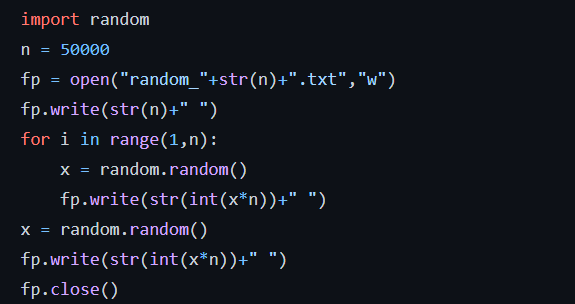 import random
n = 50000
fp = open("random_"+str(n)+".txt","w")
fp.write(str(n)+" ")
for i in range(1,n):
    x = random.random()
    fp.write(str(int(x*n))+" ")
x = random.random()
fp.write(str(int(x*n))+" ")
fp.close()